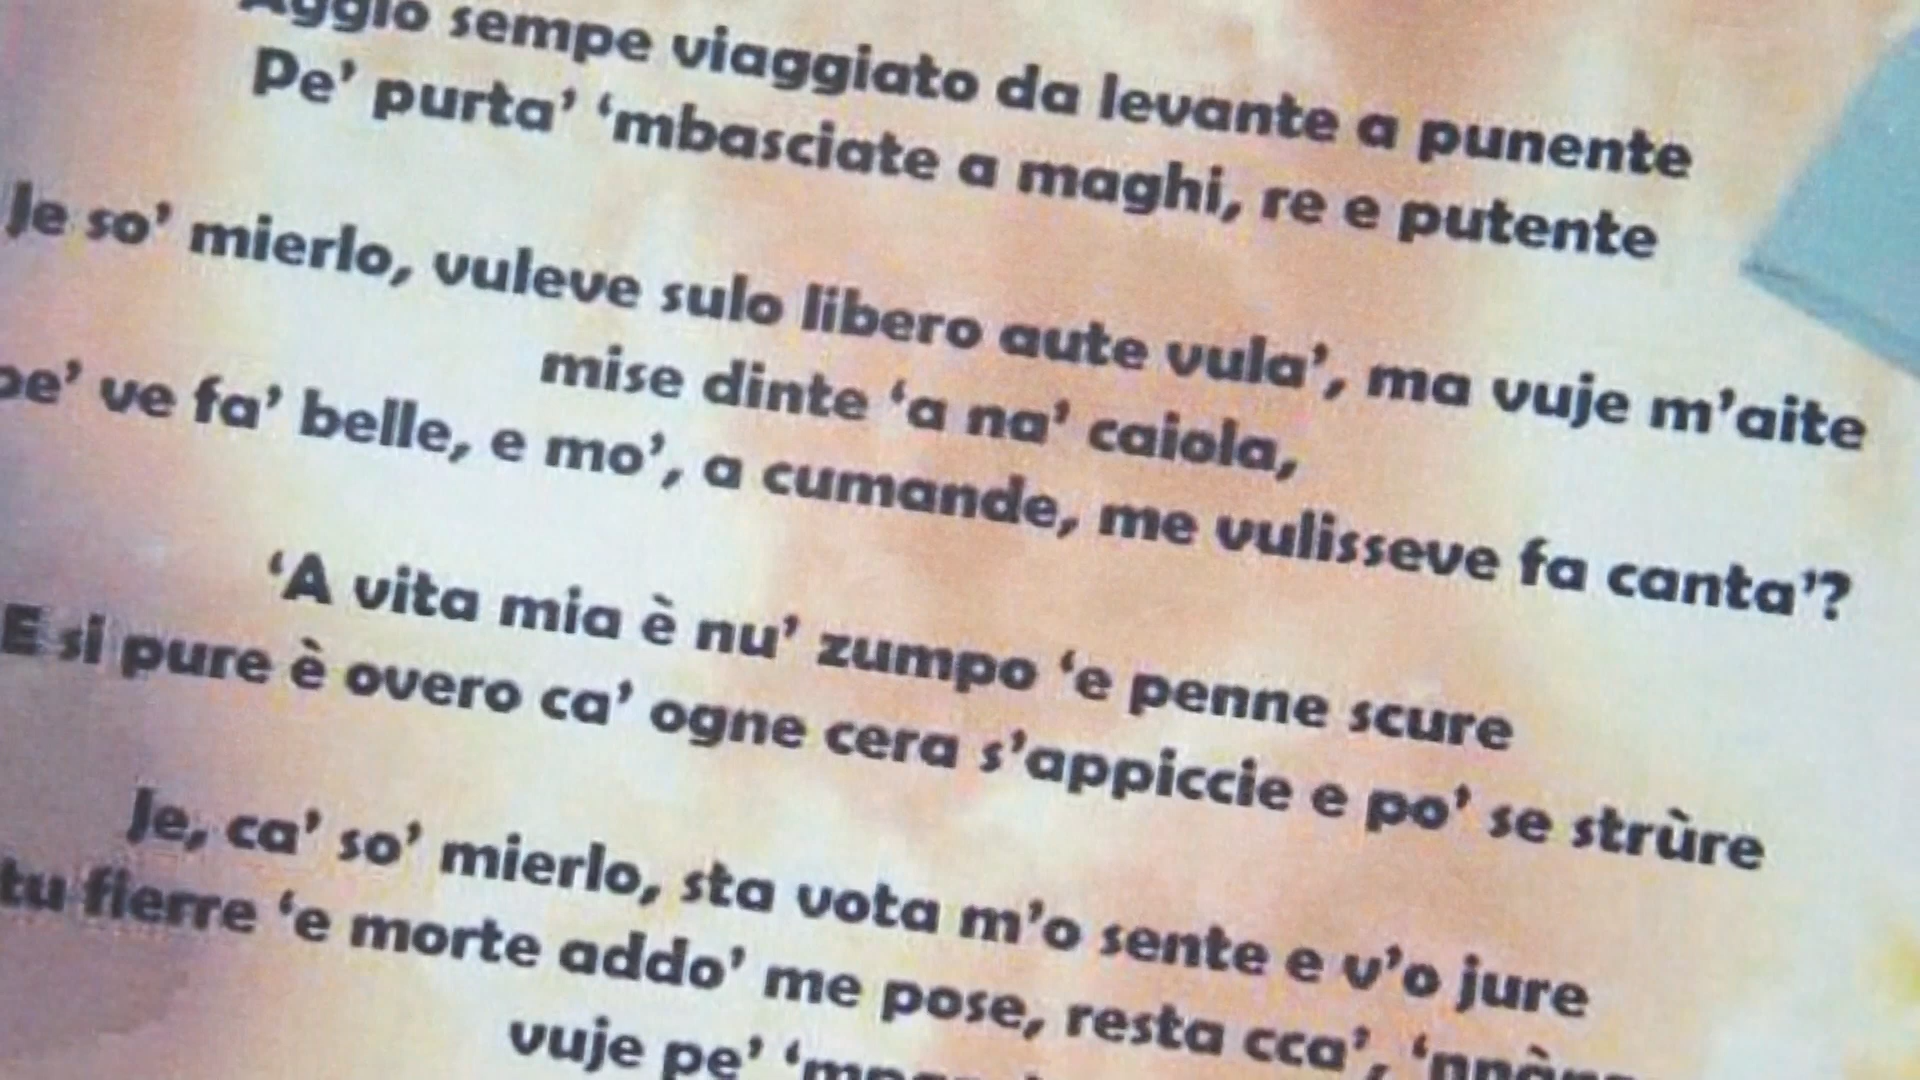 Aggio sempe viaggiato da levante a punente
Pe’ purta’ ‘mbasciate a maghi, re e putente
Je so’ mierlo, vuleve sulo libero aute vula’, ma vuje m’aite
mise dinte ‘a na’ caiola,
pe’ ve fa’ belle, e mo’, a cumande, me vulisseve fa canta’?
‘A vita mia è nu’ zumpo ‘e penne scure
E si pure è overo ca’ ogne cera s’appiccie e po’ se strùre
Je, ca’ so’ mierlo, sta vota m’o sente e v’o jure
tu fierre ‘e morte addo’ me pose, resta cca’,
vuje pe’